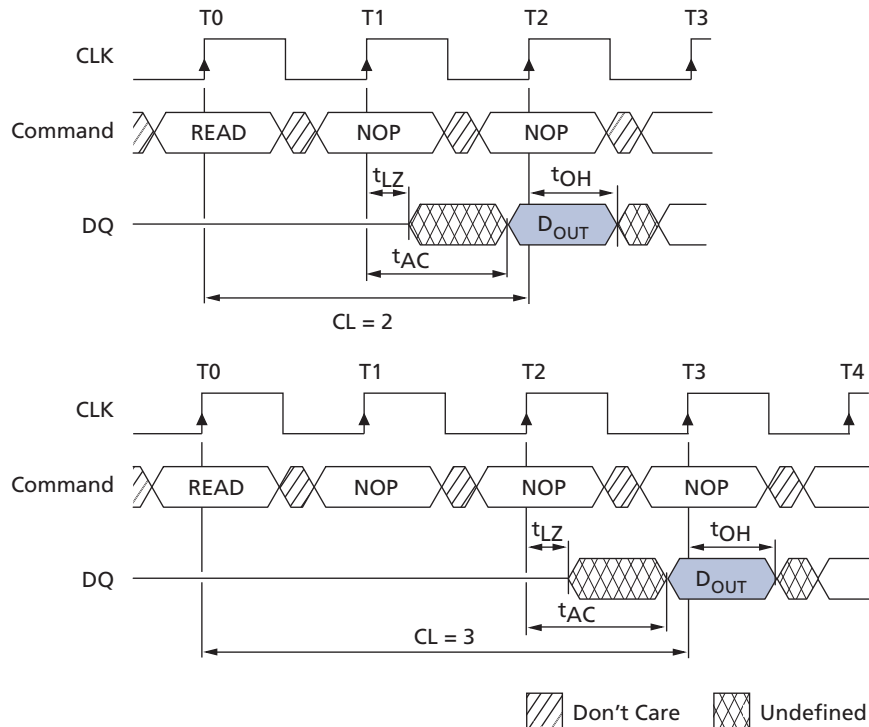 T0 T1 T2 T3
CLK
Command READ NOP NOP
tLZ tOH
DQ DOUT
tAC
CL = 2
T0 T1 T2 T3 T4
CLK
Command READ NOP NOP NOP
tLZ tOH
DQ DOUT
tAC
CL = 3
Don't Care Undefined